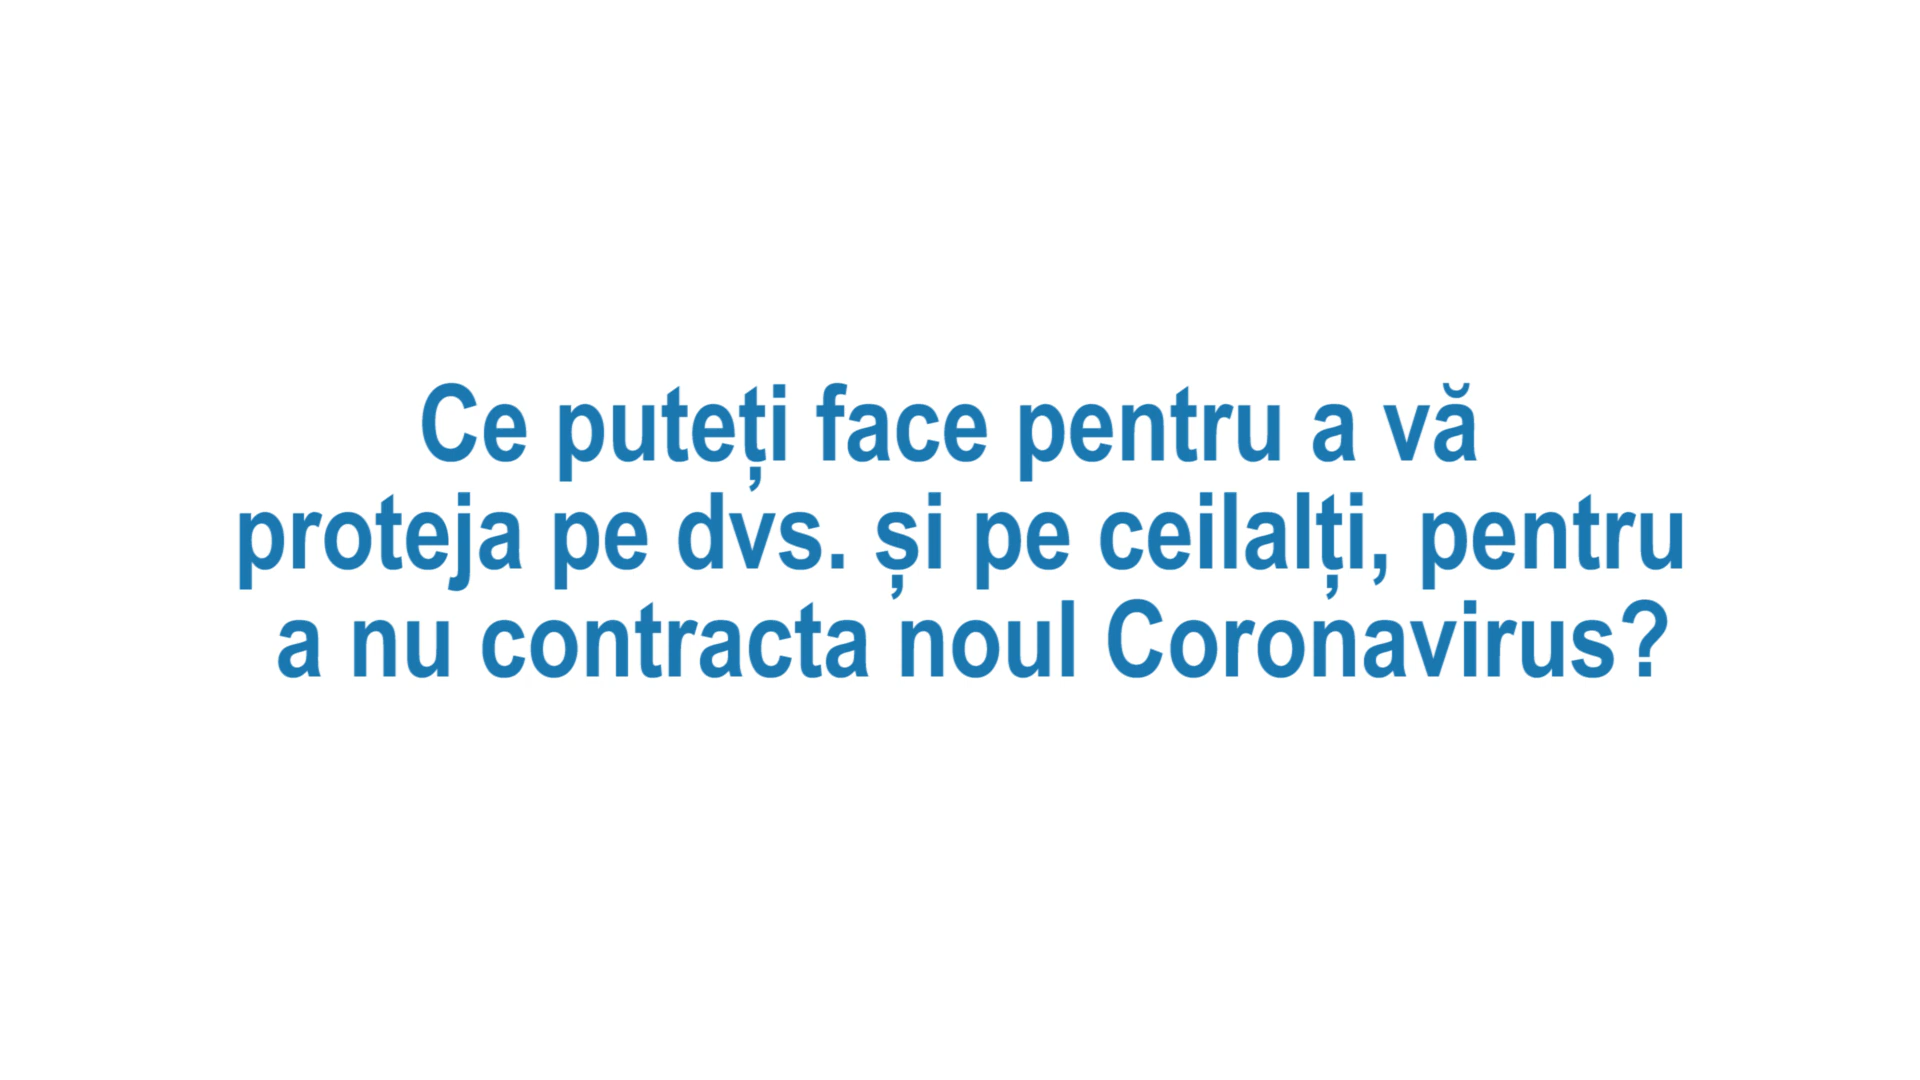 Ce puteți face pentru a vă
proteja pe dvs. și pe ceilalți, pentru
a nu contracta noul Coronavirus?